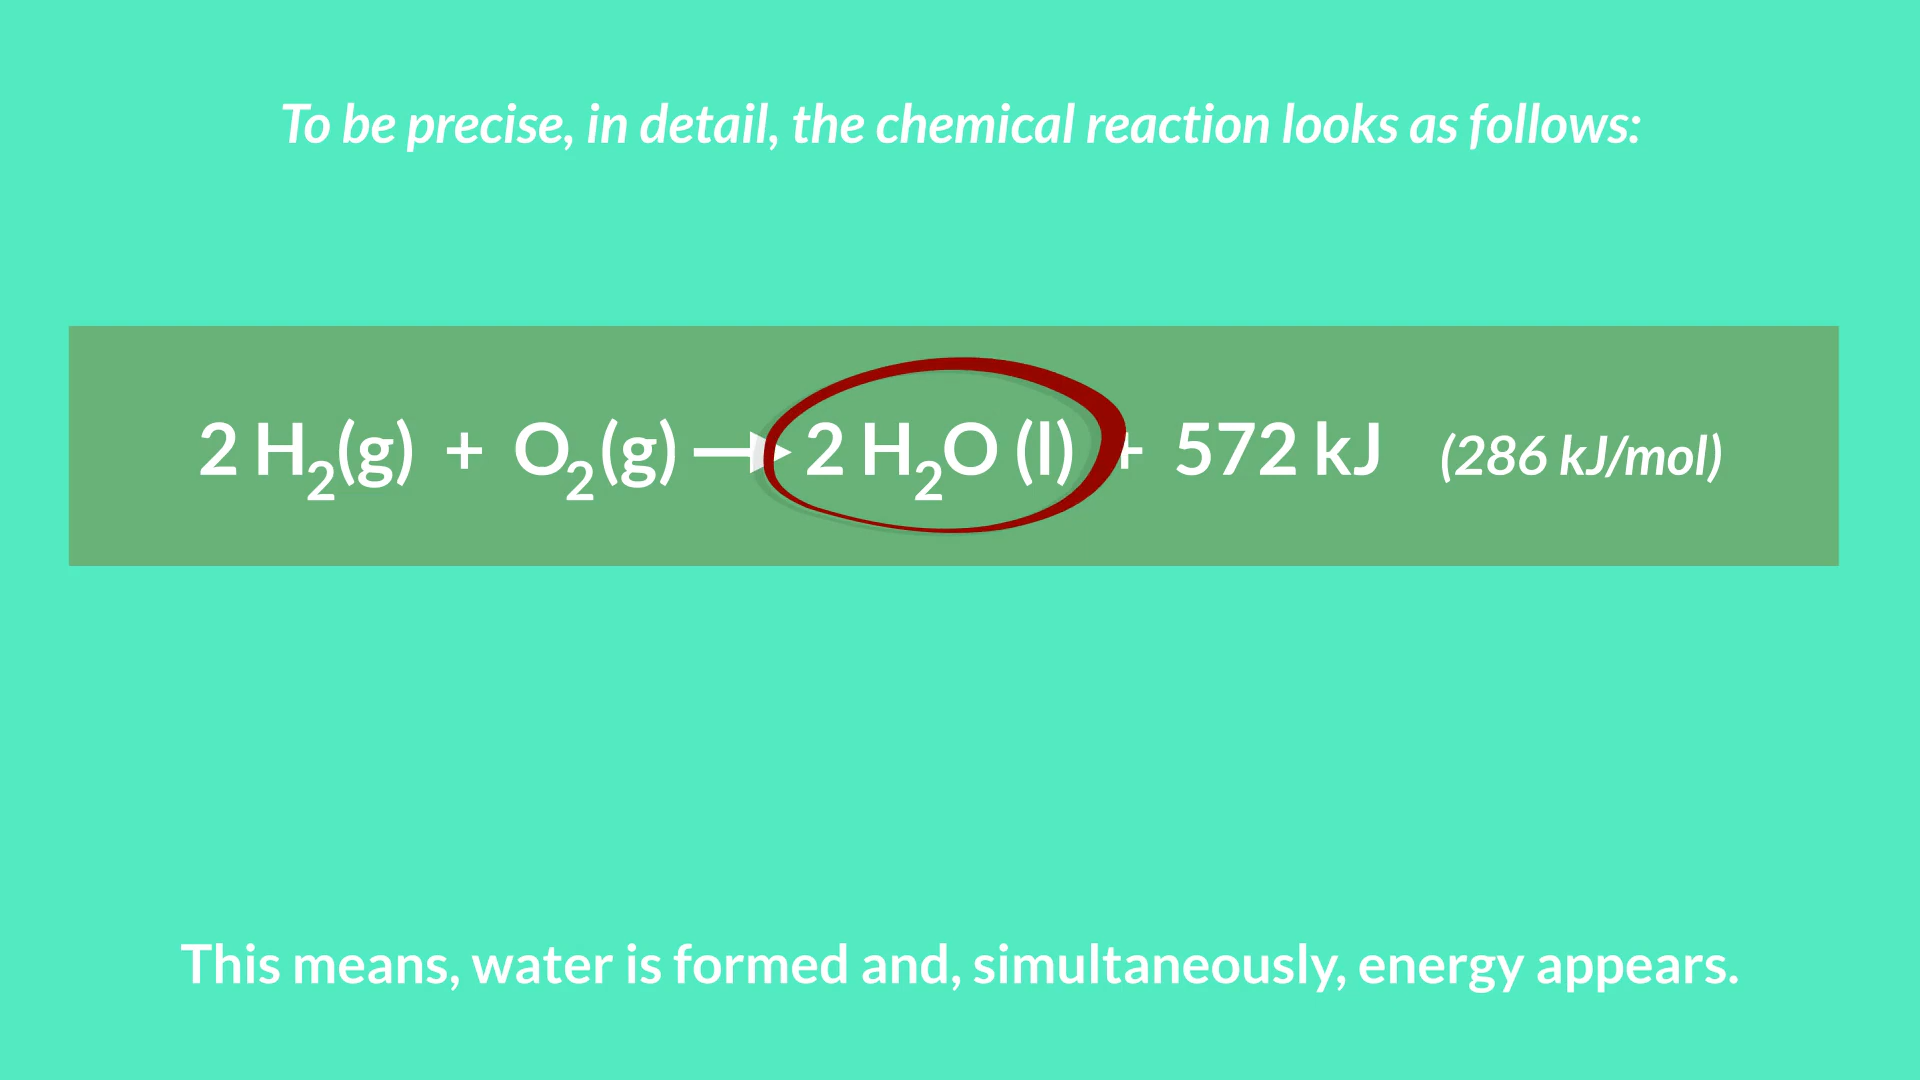 To be precise, in detail, the chemical reaction looks as follows:
2 H₂(g) + O₂(g) → 2 H₂O (l) + 572 kJ (286 kJ/mol)
This means, water is formed and, simultaneously, energy appears.